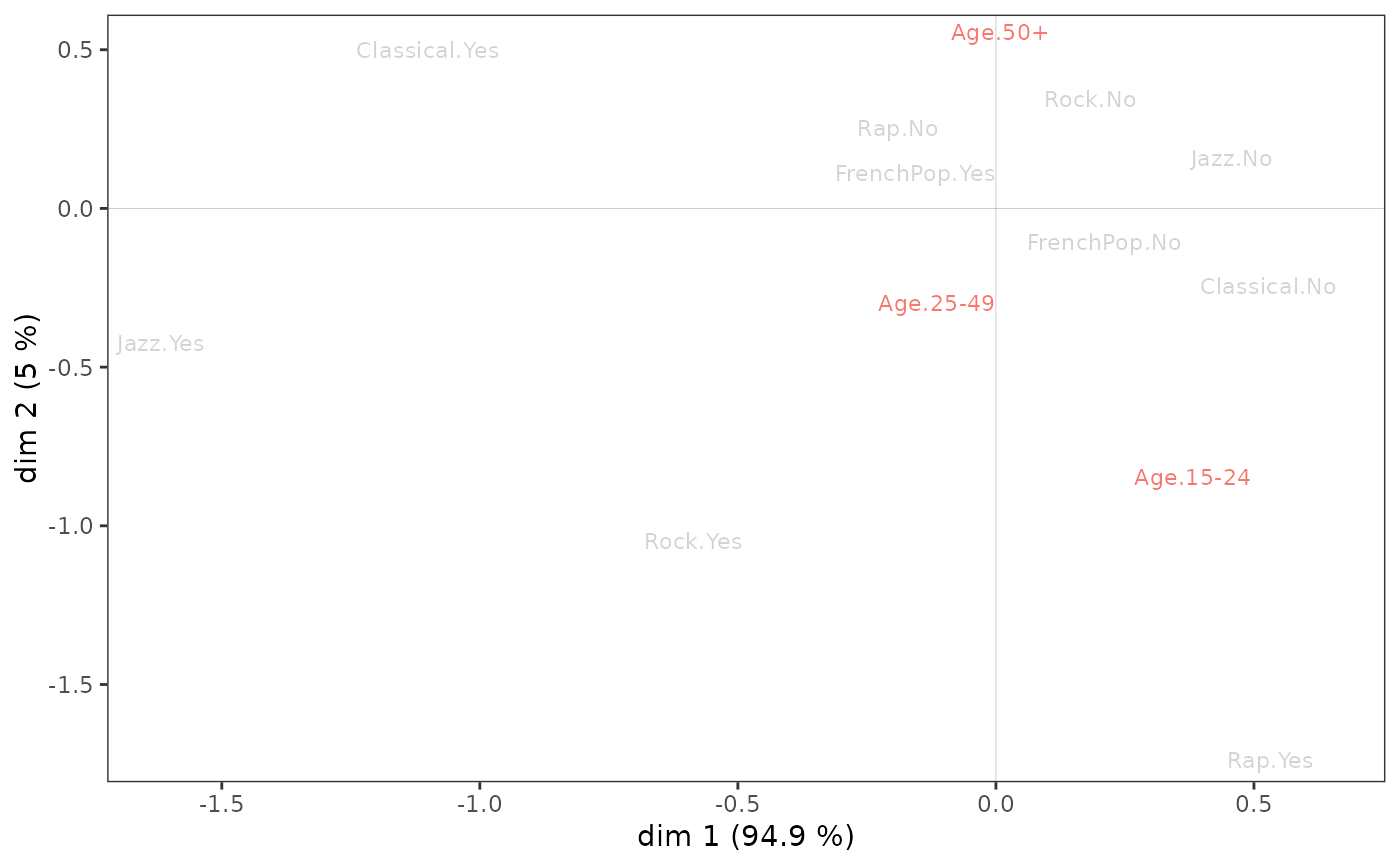 Age.50+
0.5
Classical.Yes
Rock.No
Rap.No
Jazz.No
FrenchPop.Yes
0.0
FrenchPop.No
Classical.No
Age.25-49
Jazz.Yes
-0.5
dim 2 (5 %)
Age.15-24
-1.0
Rock.Yes
-1.5
Rap.Yes
-1.5
-1.0
-0.5
0.0
0.5
dim 1 (94.9 %)